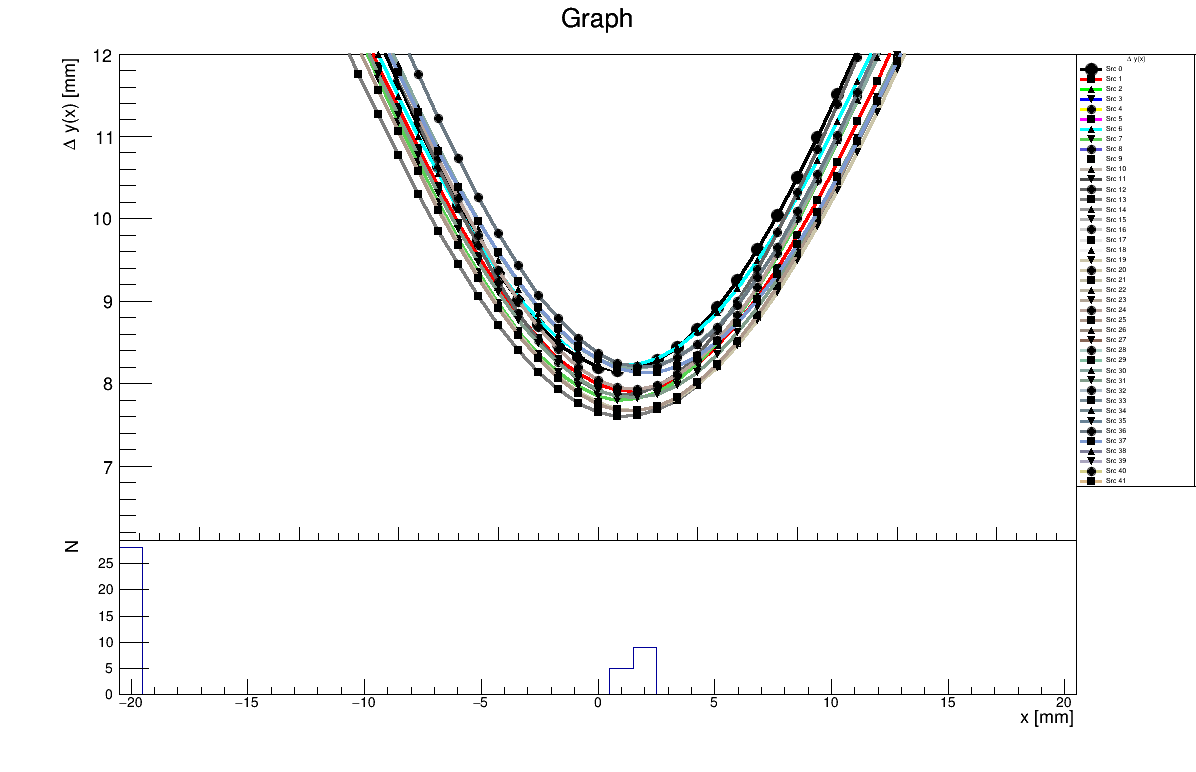 Graph
Δ y(x) [mm]
12
11
10
9
8
7
Δ y(x)
Src 0
Src 1
Src 2
Src 3
Src 4
Src 5
Src 6
Src 7
Src 8
Src 9
Src 10
Src 11
Src 12
Src 13
Src 14
Src 15
Src 16
Src 17
Src 18
Src 19
Src 20
Src 21
Src 22
Src 23
Src 24
Src 25
Src 26
Src 27
Src 28
Src 29
Src 30
Src 31
Src 32
Src 33
Src 34
Src 35
Src 36
Src 37
Src 38
Src 39
Src 40
Src 41
N
25
20
15
10
5
0
−20 −15 −10 −5 0 5 10 15 20
x [mm]